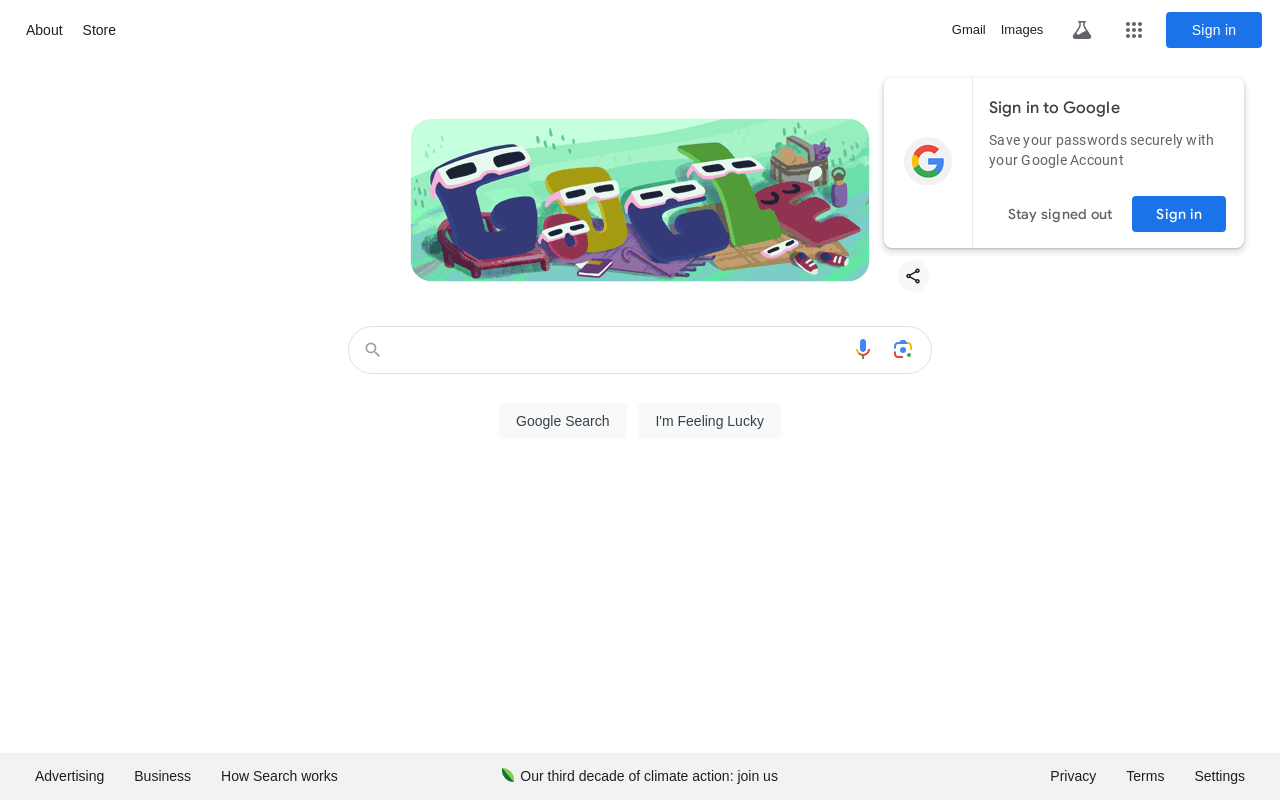 About Store
Gmail Images Sign in
Sign in to Google
Save your passwords securely with
your Google Account
Stay signed out Sign in
GOOGLE
Google Search I'm Feeling Lucky
Advertising Business How Search works
Our third decade of climate action: join us
Privacy Terms Settings